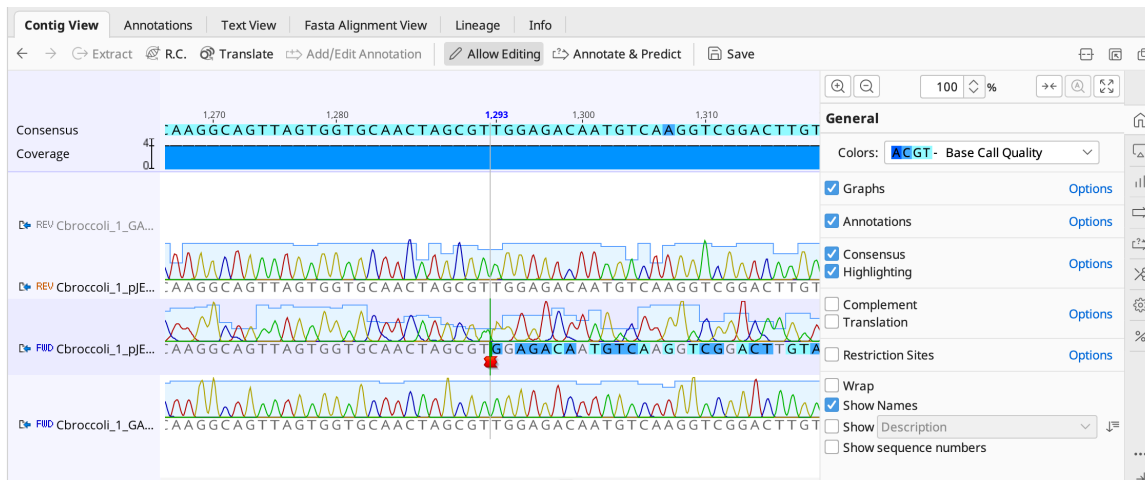 Contig View Annotations Text View Fasta Alignment View Lineage Info
Extract R.C. Translate Add/Edit Annotation Allow Editing Annotate & Predict Save
100 %
General
1,270 1,280 1,293 1,300 1,310
Consensus CAAGGCAGTTAGTGGTGCAACTAGCGTTGGAGACAATGTCAAGGTCGGACTTGT
Coverage 4 0
Colors: ACGT - Base Call Quality
Graphs Options
Annotations Options
REV Cbroccoli_1_GA...
Consensus
Highlighting Options
REV Cbroccoli_1_pJE... CAAGGCAGTTAGTGGTGCAACTAGCGTTGGAGACAATGTCAAGGTCGGACTTGT
Complement
Translation Options
FWD Cbroccoli_1_pJE... CAAGGCAGTTAGTGGTGCAACTAGCGTGGAGACAATGTCAAGGTCGGACTTGTA
Restriction Sites Options
Wrap
Show Names
FWD Cbroccoli_1_GA... CAAGGCAGTTAGTGGTGCAACTAGCGTTGGAGACAATGTCAAGGTCGGACTTGT
Show Description
Show sequence numbers